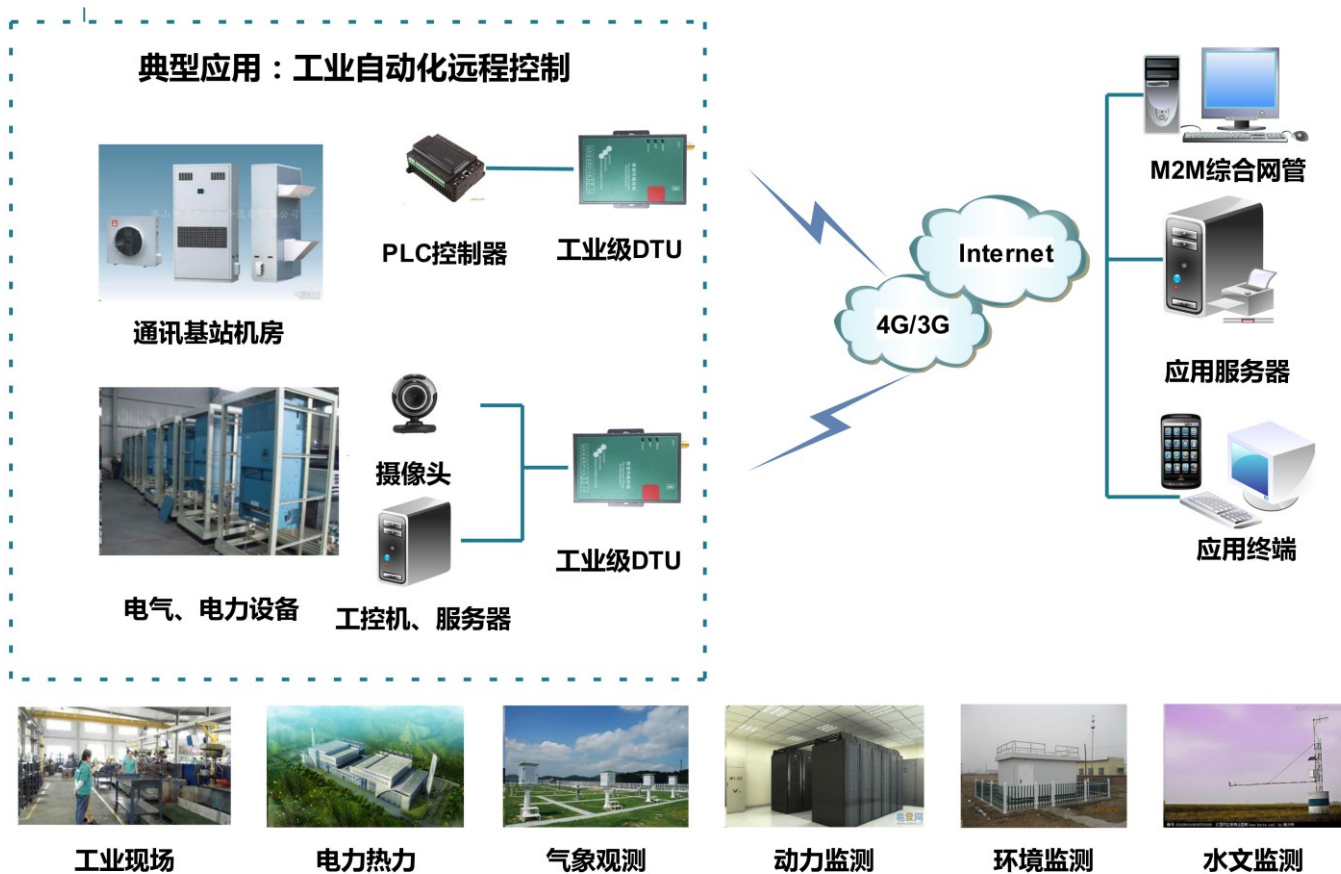 典型应用：工业自动化远程控制
PLC控制器
工业级DTU
通讯基站机房
摄像头
工业级DTU
电气、电力设备
工控机、服务器
Internet
4G/3G
M2M综合网管
应用服务器
应用终端
工业现场
电力热力
气象观测
动力监测
环境监测
水文监测